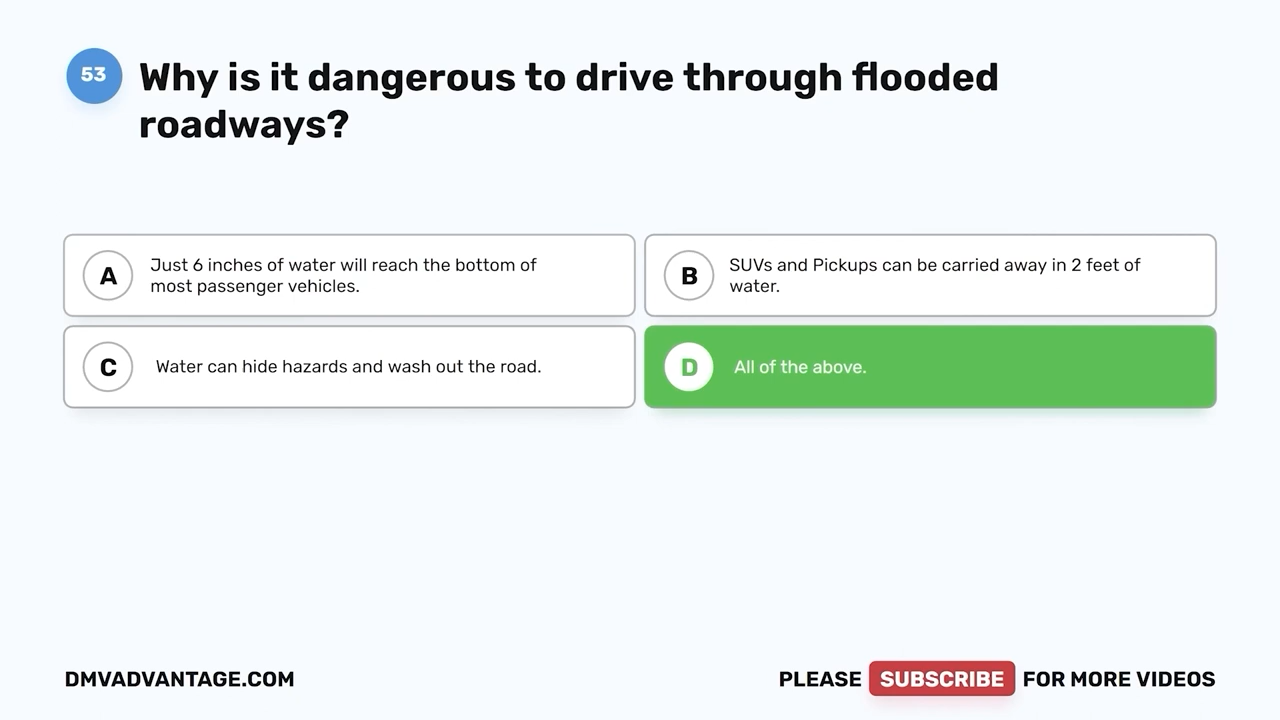 53
Why is it dangerous to drive through flooded
roadways?
A
Just 6 inches of water will reach the bottom of
most passenger vehicles.
B
SUVs and Pickups can be carried away in 2 feet of
water.
C
Water can hide hazards and wash out the road.
D
All of the above.
DMVADVANTAGE.COM
PLEASE SUBSCRIBE FOR MORE VIDEOS